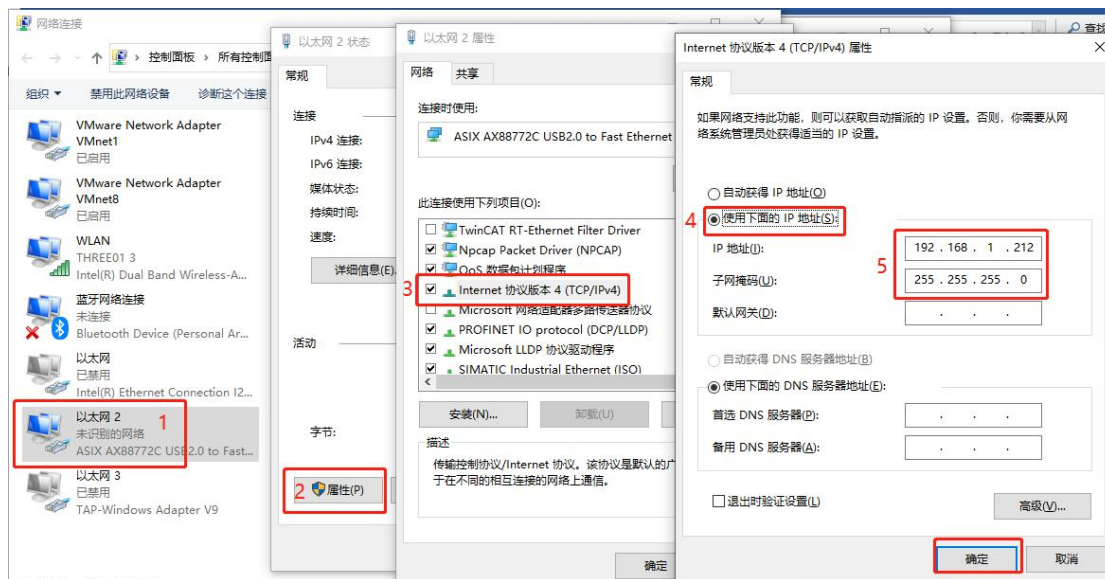 网络连接
控制面板 › 所有控制面
查找
组织 禁用此网络设备 诊断这个连接
VMware Network Adapter
VMnet1
已启用
VMware Network Adapter
VMnet8
已启用
WLAN
THREE01 3
Intel(R) Dual Band Wireless-A...
蓝牙网络连接
未连接
Bluetooth Device (Personal Ar...
以太网
已禁用
Intel(R) Ethernet Connection I2...
以太网 2
1
未识别的网络
ASIX AX88772C USB2.0 to Fast...
以太网 3
已禁用
TAP-Windows Adapter V9
以太网 2 状态
常规
连接
IPv4 连接:
IPv6 连接:
媒体状态:
持续时间:
速度:
详细信息(E)
活动
字节:
2
属性(P)
以太网 2 属性
网络 共享
连接时使用:
ASIX AX88772C USB2.0 to Fast Ethernet
此连接使用下列项目(O):
TwinCAT RT-Ethernet Filter Driver
Npcap Packet Driver (NPCAP)
QoS 数据包计划程序
3
Internet 协议版本 4 (TCP/IPv4)
Microsoft 网络适配器多路传送器协议
PROFINET IO protocol (DCP/LLDP)
Microsoft LLDP 协议驱动程序
SIMATIC Industrial Ethernet (ISO)
安装(N)... 卸载(U)
描述
传输控制协议/Internet 协议。该协议是默认的广
于在不同的相互连接的网络上通信。
确定
Internet 协议版本 4 (TCP/IPv4) 属性
常规
如果网络支持此功能，则可以获取自动指派的 IP 设置。否则，你需要从网
络系统管理员处获得适当的 IP 设置。
自动获得 IP 地址(O)
4
使用下面的 IP 地址(S):
5
IP 地址(I): 192 . 168 . 1 . 212
子网掩码(U): 255 . 255 . 255 . 0
默认网关(D): . . .
自动获得 DNS 服务器地址(B)
使用下面的 DNS 服务器地址(E):
首选 DNS 服务器(P): . . .
备用 DNS 服务器(A): . . .
退出时验证设置(L)
高级(V)...
确定 取消